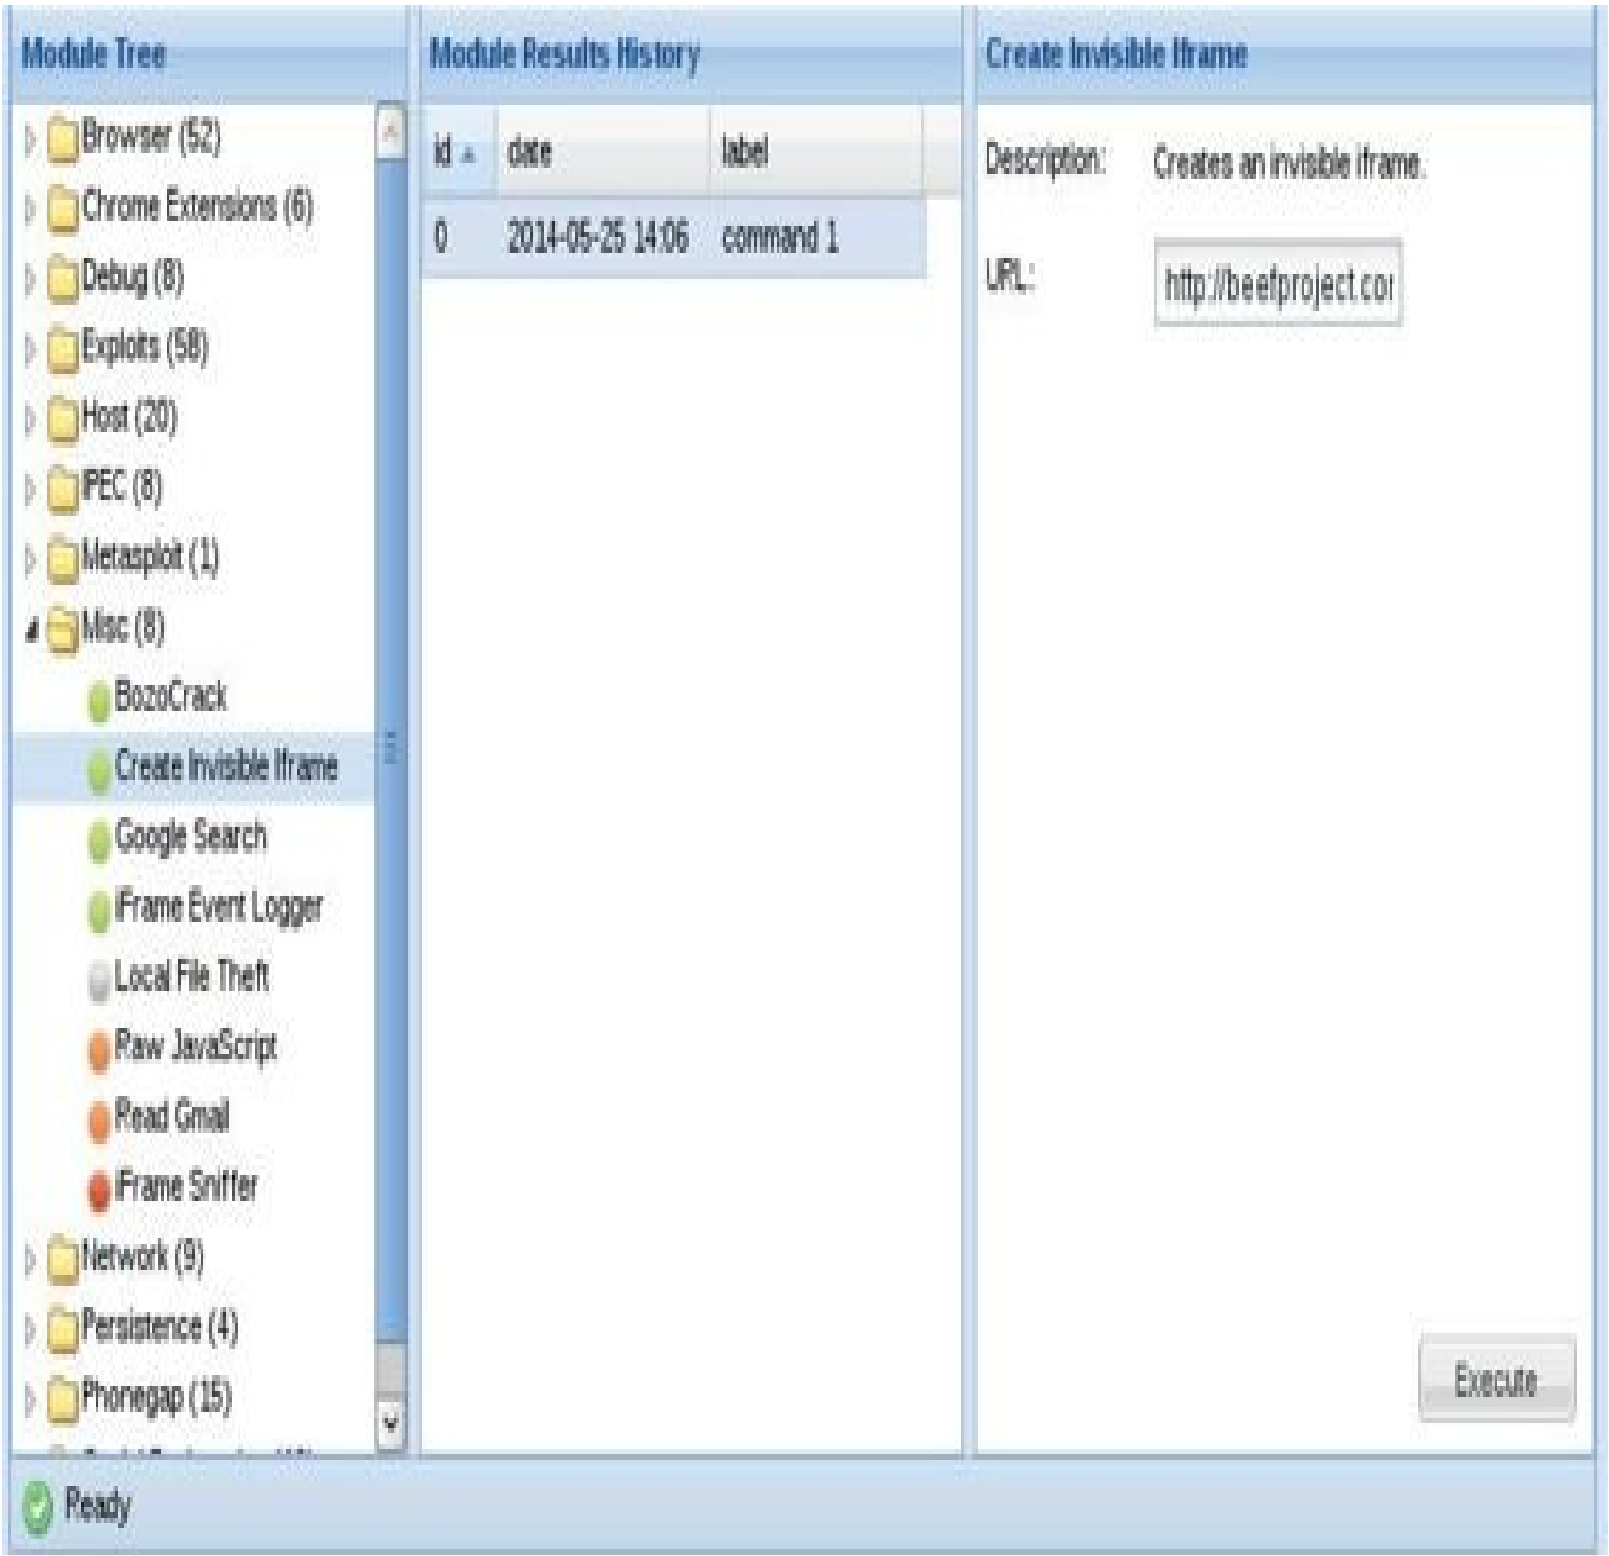 Module Tree
Browser (52)
Chrome Extensions (6)
Debug (8)
Exploits (58)
Host (20)
IPEC (8)
Metasploit (1)
Misc (8)
BozoCrack
Create Invisible Iframe
Google Search
iFrame Event Logger
Local File Theft
Raw JavaScript
Read Gmail
iFrame Sniffer
Network (9)
Persistence (4)
Phonegap (15)
Module Results History
id date label
0 2014-05-25 14:06 command 1
Create Invisible Iframe
Description: Creates an invisible iframe.
URL: http://beefproject.cor
Execute
Ready